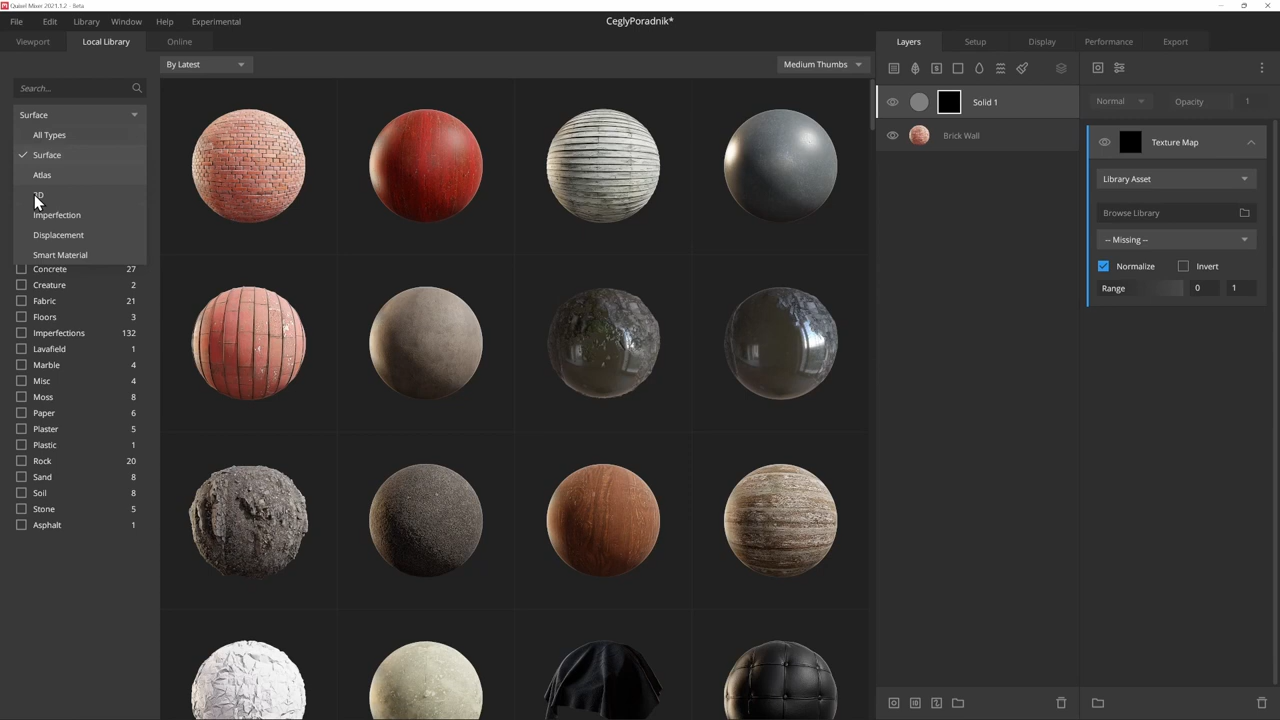 Quixel Mixer 2021.1.2 - Beta
File Edit Library Window Help Experimental
CeglyPoradnik*
Viewport Local Library Online
Layers Setup Display Performance Export
By Latest
Medium Thumbs
Search...
Surface
All Types
Surface
Atlas
Imperfection
Displacement
Smart Material
Concrete 27
Creature 2
Fabric 21
Floors 3
Imperfections 132
Lavafield 1
Marble 4
Misc 4
Moss 8
Paper 6
Plaster 5
Plastic 1
Rock 20
Sand 8
Soil 8
Stone 5
Asphalt 1
Solid 1
Brick Wall
Normal Opacity 1
Texture Map
Library Asset
Browse Library
-- Missing --
Normalize Invert
Range 0 1